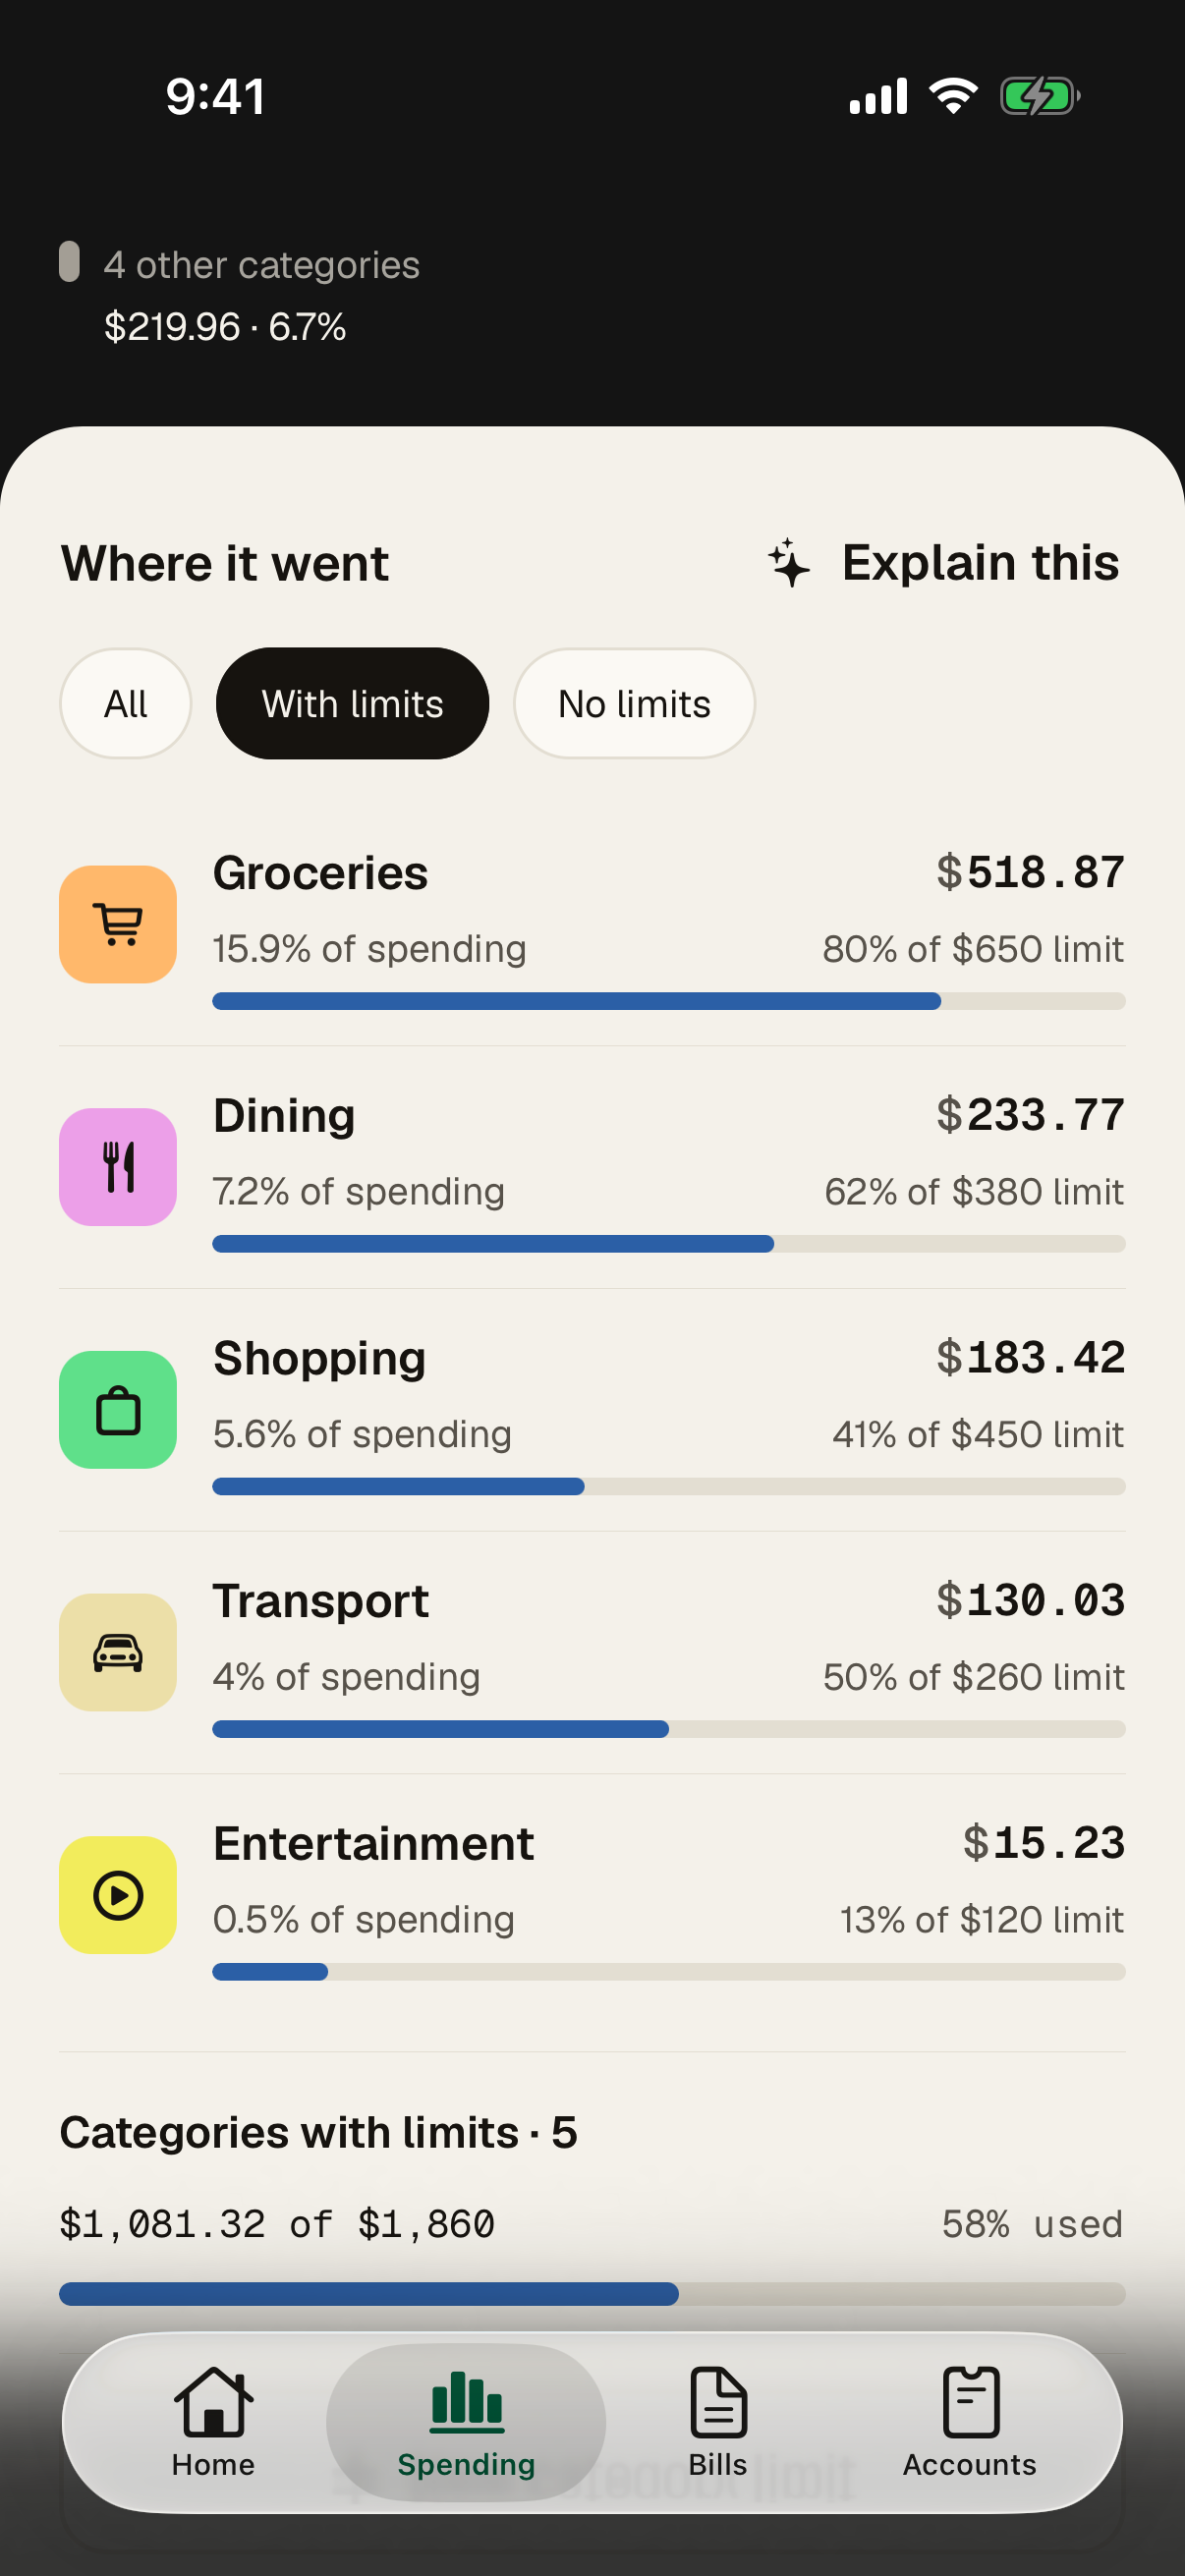 9:41
4 other categories
$219.96 · 6.7%
Where it went
Explain this
All
With limits
No limits
Groceries
$518.87
15.9% of spending
80% of $650 limit
Dining
$233.77
7.2% of spending
62% of $380 limit
Shopping
$183.42
5.6% of spending
41% of $450 limit
Transport
$130.03
4% of spending
50% of $260 limit
Entertainment
$15.23
0.5% of spending
13% of $120 limit
Categories with limits · 5
$1,081.32 of $1,860
58% used
Home
Spending
Bills
Accounts